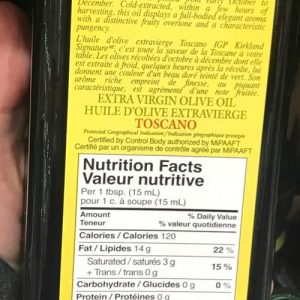 December. Cold-extracted, within a few hours of
harvesting, this oil displays a full-bodied elegant aroma
with a distinctive fruity overtone and a characteristic
pungency.
L'huile d'olive extravierge Toscano IGP Kirkland
Signature, c'est toute la saveur de la Toscane à votre
table. Les olives récoltées d'octobre à décembre dont elle
est extraite à froid, quelques heures après la récolte, lui
donnent une couleur d'un beau doré teinté de vert. Son
arôme riche empreint de finesse, au piquant
caractéristique, est agrémenté d'une note fruitée.
EXTRA VIRGIN OLIVE OIL
HUILE D'OLIVE EXTRAVIERGE
TOSCANO
Protected Geographical Indication / Indication géographique protégée
Certified by Control Body authorized by MiPAAFT
Certifié par un organisme de contrôle agréé par MiPAAFT
Nutrition Facts
Valeur nutritive
Per 1 tbsp. (15 mL)
pour 1 c. à soupe (15 mL)
Amount % Daily Value
Teneur % valeur quotidienne
Calories / Calories 120
Fat / Lipides 14 g 22 %
Saturated / saturés 3 g
+ Trans / trans 0 g 15 %
Carbohydrate / Glucides 0 g 0 %
Protein / Protéines 0 g